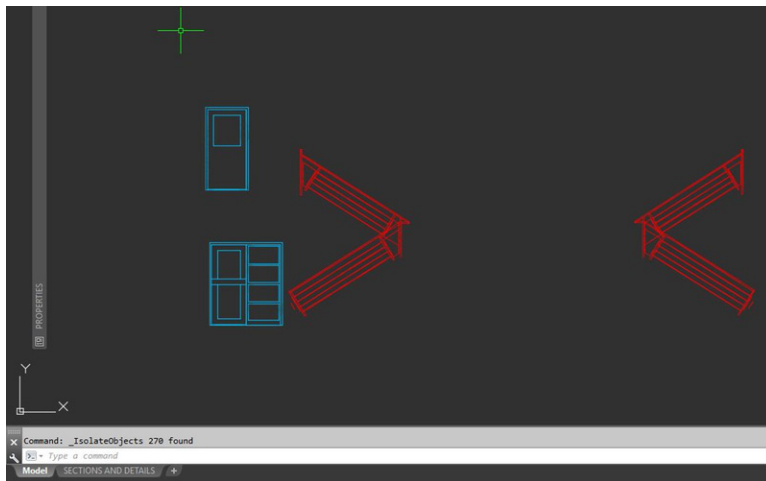 PROPERTIES
Y
X
Command: _IsolateObjects 270 found
Type a command
Model SECTIONS AND DETAILS +